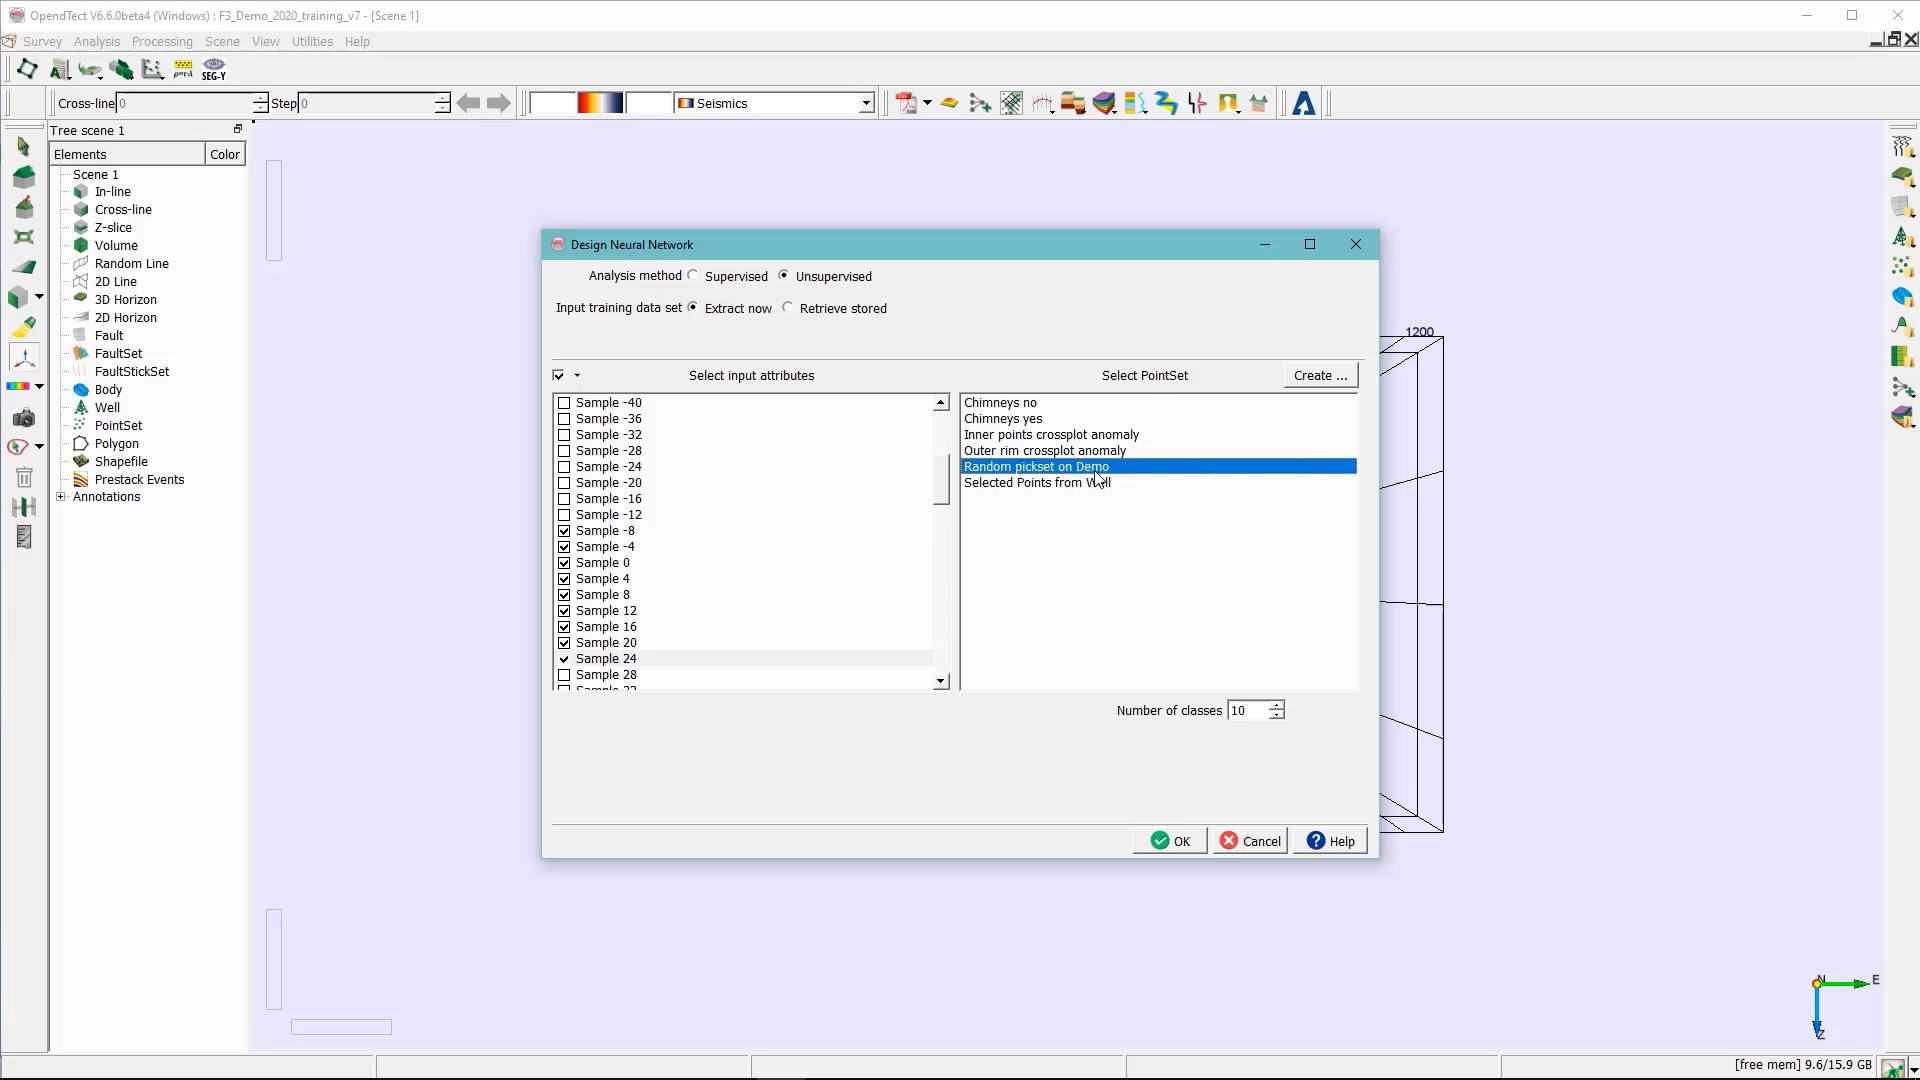 OpendTect V6.6.0beta4 (Windows) : F3_Demo_2020_training_v7 - [Scene 1]
Survey Analysis Processing Scene View Utilities Help
SEG-Y
Cross-line 0 Step 0 Seismics
Tree scene 1
Elements Color
Scene 1
In-line
Cross-line
Z-slice
Volume
Random Line
2D Line
3D Horizon
2D Horizon
Fault
FaultSet
FaultStickSet
Body
Well
PointSet
Polygon
Shapefile
Prestack Events
Annotations
Design Neural Network
Analysis method Supervised Unsupervised
Input training data set Extract now Retrieve stored
Select input attributes
Select PointSet Create ...
Sample -40
Sample -36
Sample -32
Sample -28
Sample -24
Sample -20
Sample -16
Sample -12
Sample -8
Sample -4
Sample 0
Sample 4
Sample 8
Sample 12
Sample 16
Sample 20
Sample 24
Sample 28
Sample 32
Chimneys no
Chimneys yes
Inner points crossplot anomaly
Outer rim crossplot anomaly
Random pickset on Demo
Selected Points from Well
Number of classes 10
OK Cancel Help
1200
N E
Z
[free mem] 9.6/15.9 GB